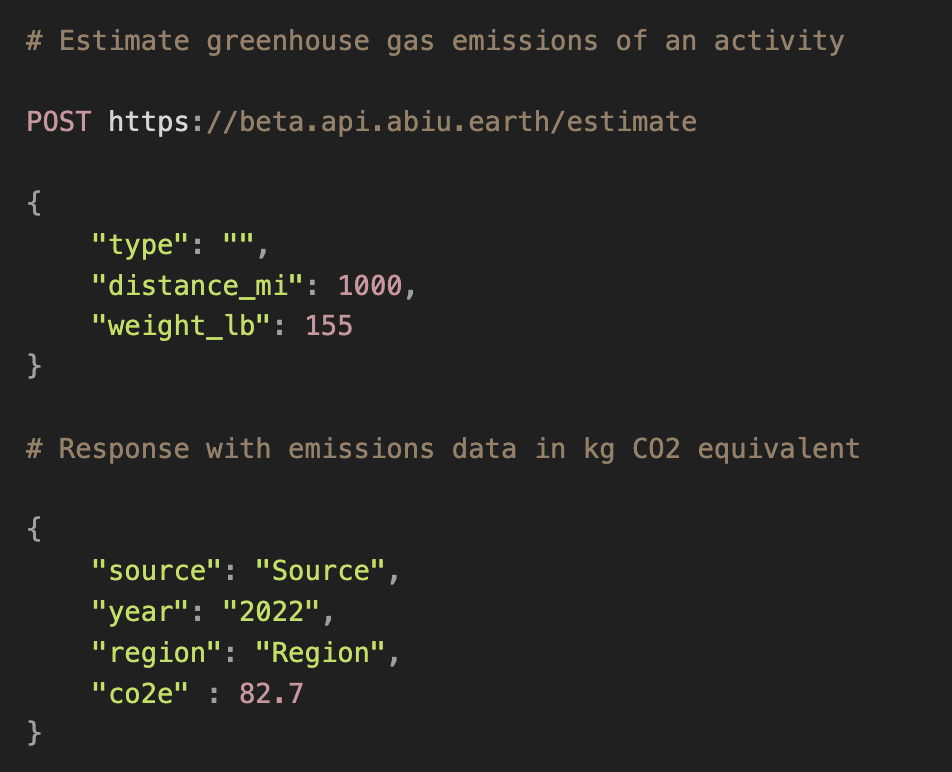 # Estimate greenhouse gas emissions of an activity
POST https://beta.api.abiu.earth/estimate
{
"type": "",
"distance_mi": 1000,
"weight_lb": 155
}
# Response with emissions data in kg CO2 equivalent
{
"source": "Source",
"year": "2022",
"region": "Region",
"co2e" : 82.7
}